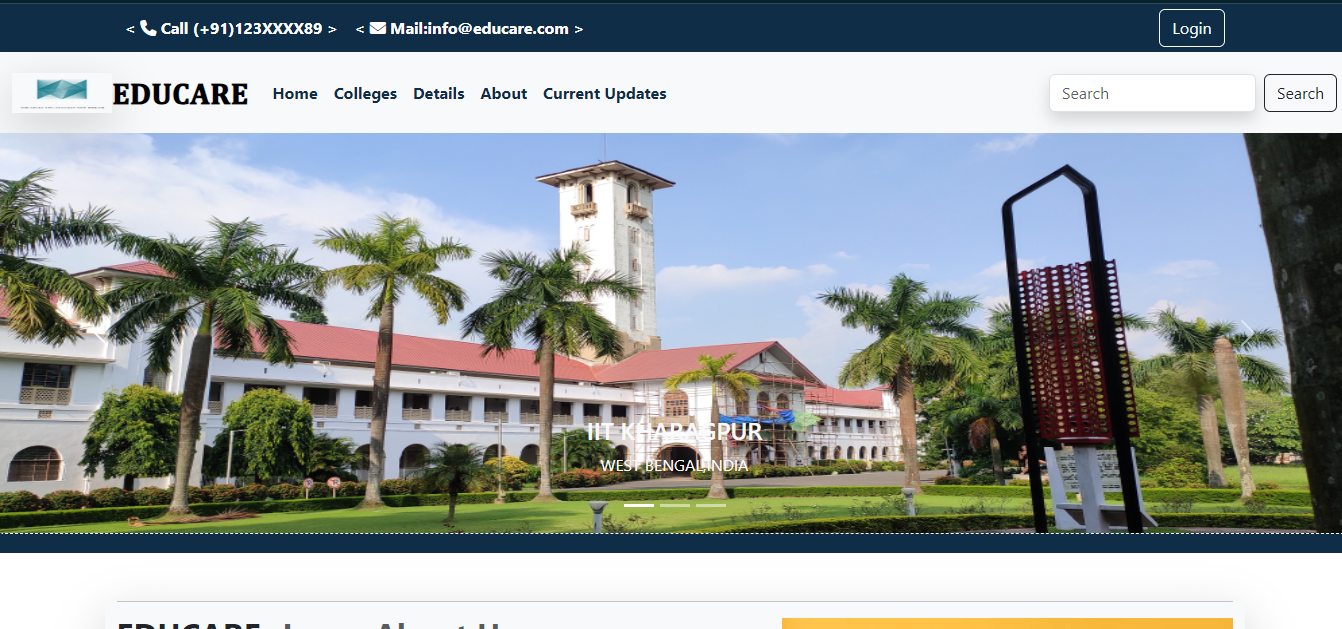 < Call (+91)123XXXX89 > < Mail:info@educare.com > Login
EDUCARE Home Colleges Details About Current Updates Search Search
IIT KHARAGPUR
WEST BENGAL,INDIA
EDUCARE